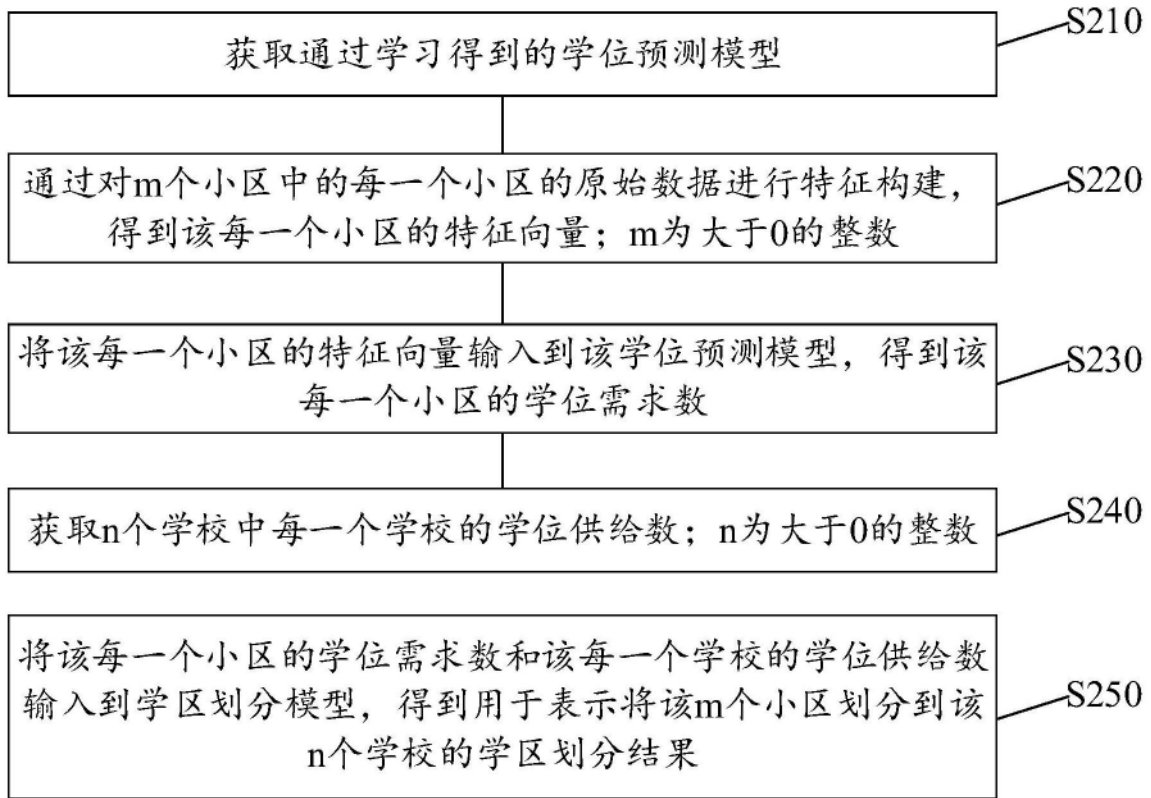 获取通过学习得到的学位预测模型
S210
通过对m个小区中的每一个小区的原始数据进行特征构建，
得到该每一个小区的特征向量；m为大于0的整数
S220
将该每一个小区的特征向量输入到该学位预测模型，得到该
每一个小区的学位需求数
S230
获取n个学校中每一个学校的学位供给数；n为大于0的整数
S240
将该每一个小区的学位需求数和该每一个学校的学位供给数
输入到学区划分模型，得到用于表示将该m个小区划分到该
n个学校的学区划分结果
S250